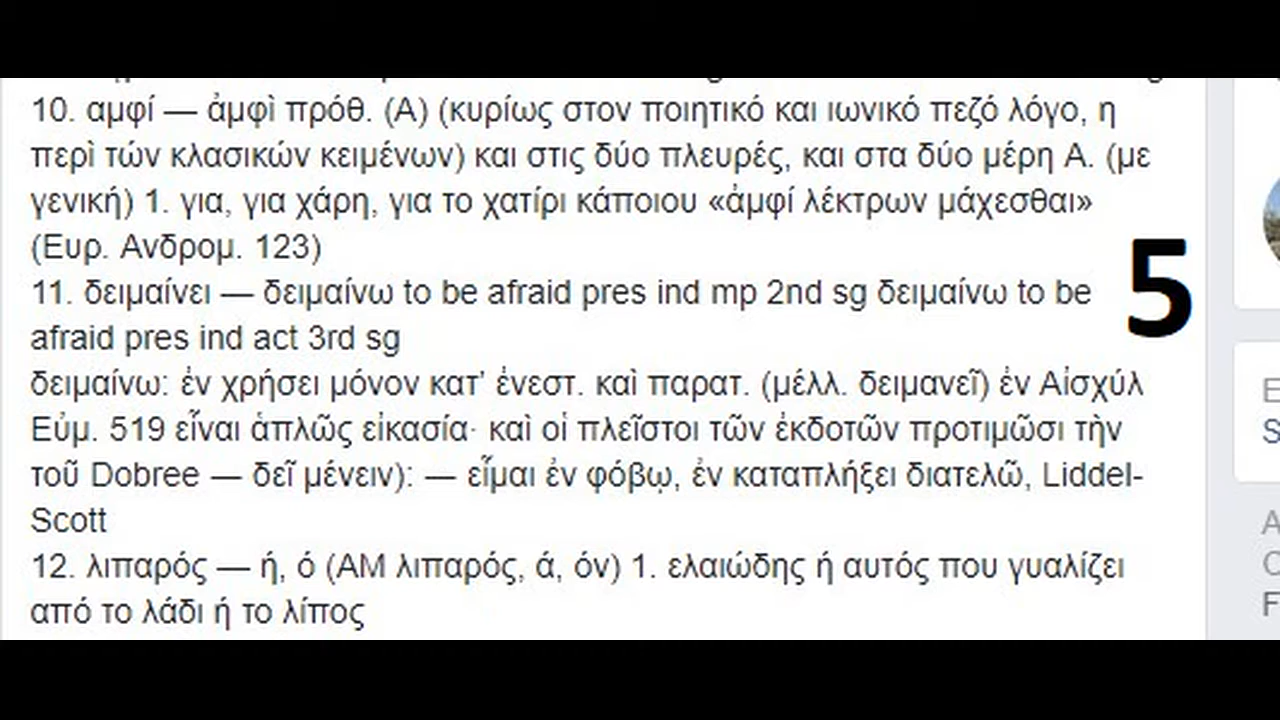 10. αμφί — ἀμφὶ πρόθ. (Α) (κυρίως στον ποιητικό και ιωνικό πεζό λόγο, η
περὶ τών κλασικών κειμένων) και στις δύο πλευρές, και στα δύο μέρη Α. (με
γενική) 1. για, για χάρη, για το χατίρι κάποιου «ἀμφί λέκτρων μάχεσθαι»
(Ευρ. Ανδρομ. 123)
11. δειμαίνει — δειμαίνω to be afraid pres ind mp 2nd sg δειμαίνω to be
afraid pres ind act 3rd sg
5
δειμαίνω: ἐν χρήσει μόνον κατ’ ἐνεστ. καὶ παρατ. (μέλλ. δειμανεῖ) ἐν Αἰσχύλ
Εὐμ. 519 εἶναι ἁπλῶς εἰκασία· καὶ οἱ πλεῖστοι τῶν ἐκδοτῶν προτιμῶσι τὴν
τοῦ Dobree — δεῖ μένειν): — εἶμαι ἐν φόβῳ, ἐν καταπλήξει διατελῶ, Liddel-
Scott
12. λιπαρός — ή, ό (ΑΜ λιπαρός, ά, όν) 1. ελαιώδης ή αυτός που γυαλίζει
από το λάδι ή το λίπος
E
S
A
C
F